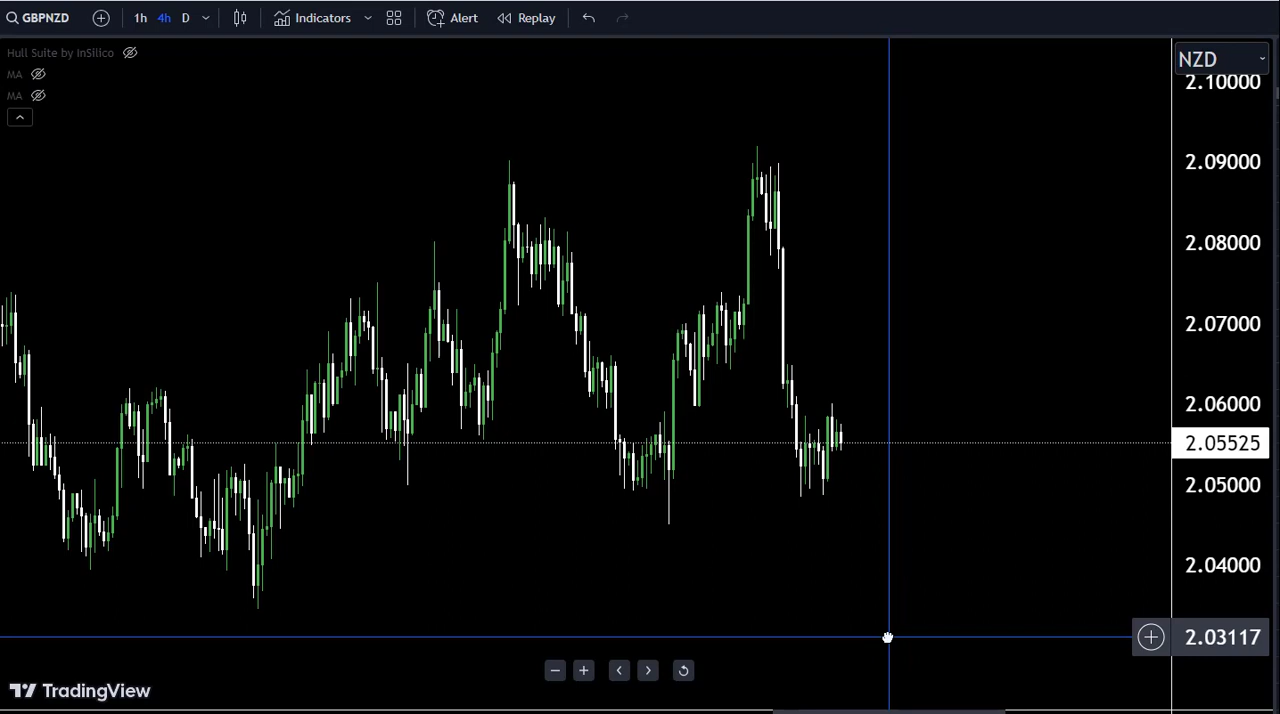 GBPNZD 1h 4h D Indicators Alert Replay
Hull Suite by InSilico
MA
MA
NZD
2.10000
2.09000
2.08000
2.07000
2.06000
2.05525
2.05000
2.04000
2.03117
TradingView